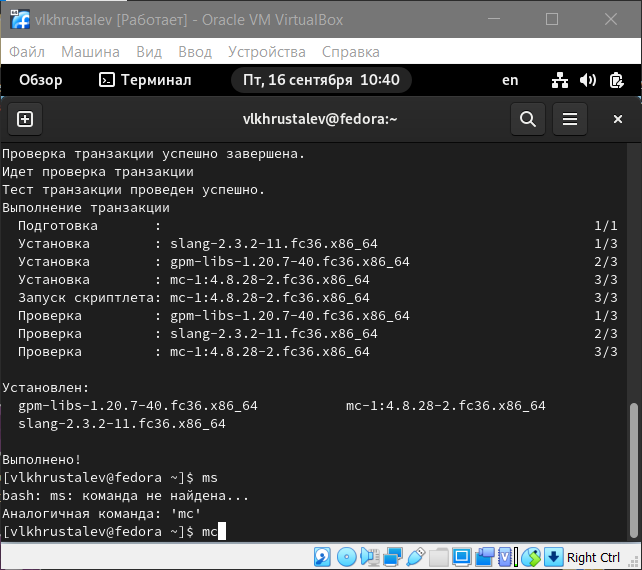 vlkhrustalev [Работает] - Oracle VM VirtualBox
Файл Машина Вид Ввод Устройства Справка
Обзор Терминал Пт, 16 сентября 10:40 en
vlkhrustalev@fedora:~
Проверка транзакции успешно завершена.
Идет проверка транзакции
Тест транзакции проведен успешно.
Выполнение транзакции
Подготовка : 1/1
Установка : slang-2.3.2-11.fc36.x86_64 1/3
Установка : gpm-libs-1.20.7-40.fc36.x86_64 2/3
Установка : mc-1:4.8.28-2.fc36.x86_64 3/3
Запуск скриптлета: mc-1:4.8.28-2.fc36.x86_64 3/3
Проверка : gpm-libs-1.20.7-40.fc36.x86_64 1/3
Проверка : slang-2.3.2-11.fc36.x86_64 2/3
Проверка : mc-1:4.8.28-2.fc36.x86_64 3/3
Установлен:
gpm-libs-1.20.7-40.fc36.x86_64 mc-1:4.8.28-2.fc36.x86_64
slang-2.3.2-11.fc36.x86_64
Выполнено!
[vlkhrustalev@fedora ~]$ ms
bash: ms: команда не найдена...
Аналогичная команда: 'mc'
[vlkhrustalev@fedora ~]$ mc
Right Ctrl